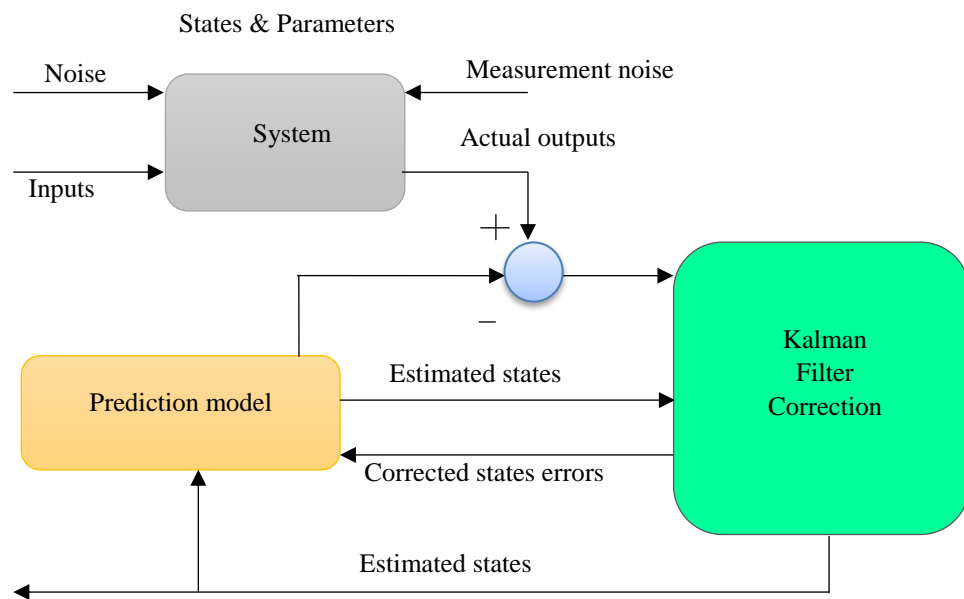 States & Parameters
Noise
Measurement noise
System
Actual outputs
Inputs
+
−
Kalman
Filter
Correction
Estimated states
Prediction model
Corrected states errors
Estimated states